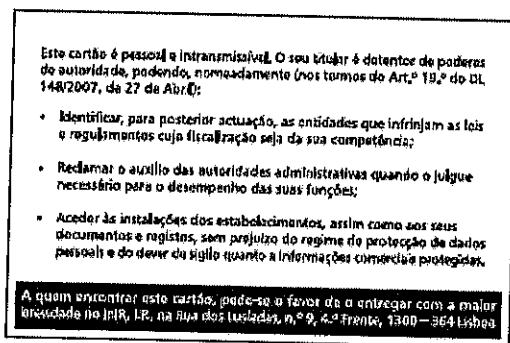 Este cartão é pessoal e intransmissível. O seu titular é detentor de poderes
de autoridade, podendo, nomeadamente (nos termos do Art.º 19.º do DL
148/2007, de 27 de Abril):
• Identificar, para posterior actuação, as entidades que infrinjam as leis
e regulamentos cuja fiscalização seja da sua competência;
• Reclamar o auxílio das autoridades administrativas quando o julgue
necessário para o desempenho das suas funções;
• Aceder às instalações dos estabelecimentos, assim como aos seus
documentos e registos, sem prejuízo do regime de protecção de dados
pessoais e do dever de sigilo quanto a informações comerciais protegidas.
A quem encontrar este cartão, pede-se o favor de o entregar com a maior
brevidade no InIR, I.P., na Rua dos Lusíadas, n.º 9, 4.º Frente, 1300 – 364 Lisboa